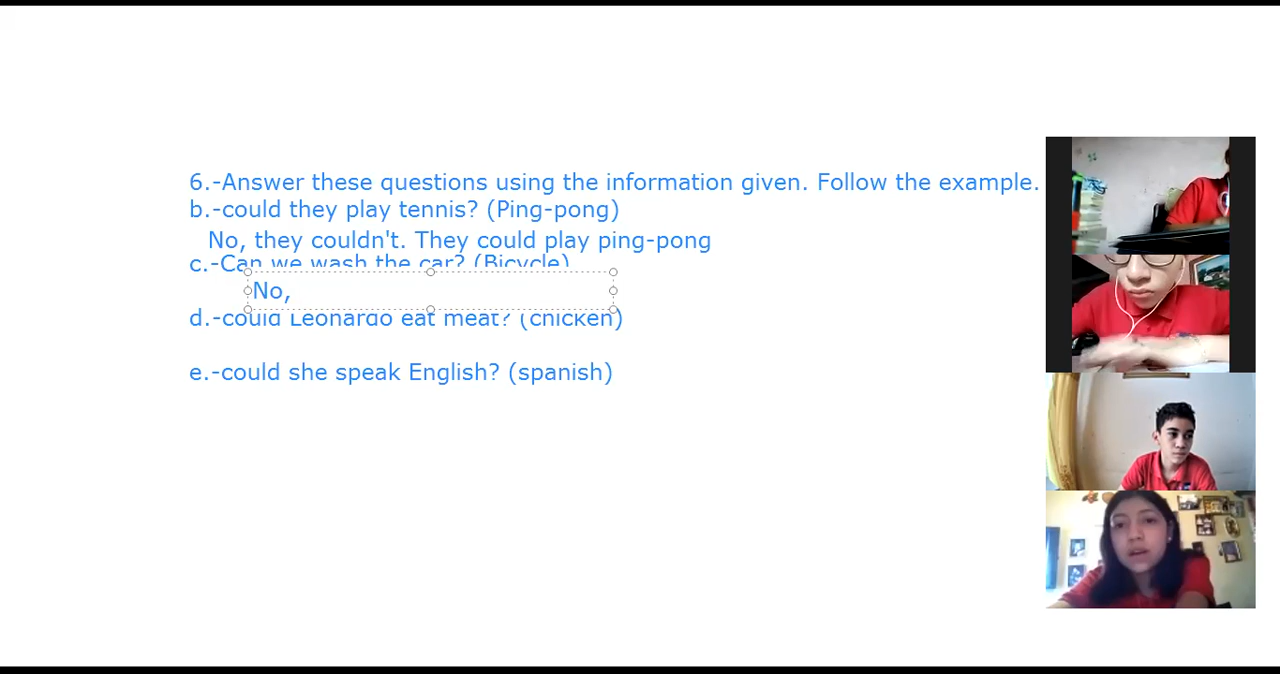 6.-Answer these questions using the information given. Follow the example.
b.-could they play tennis? (Ping-pong)
No, they couldn't. They could play ping-pong
c.-Can we wash the car? (Bicycle)
No,
d.-could Leonardo eat meat? (chicken)
e.-could she speak English? (spanish)